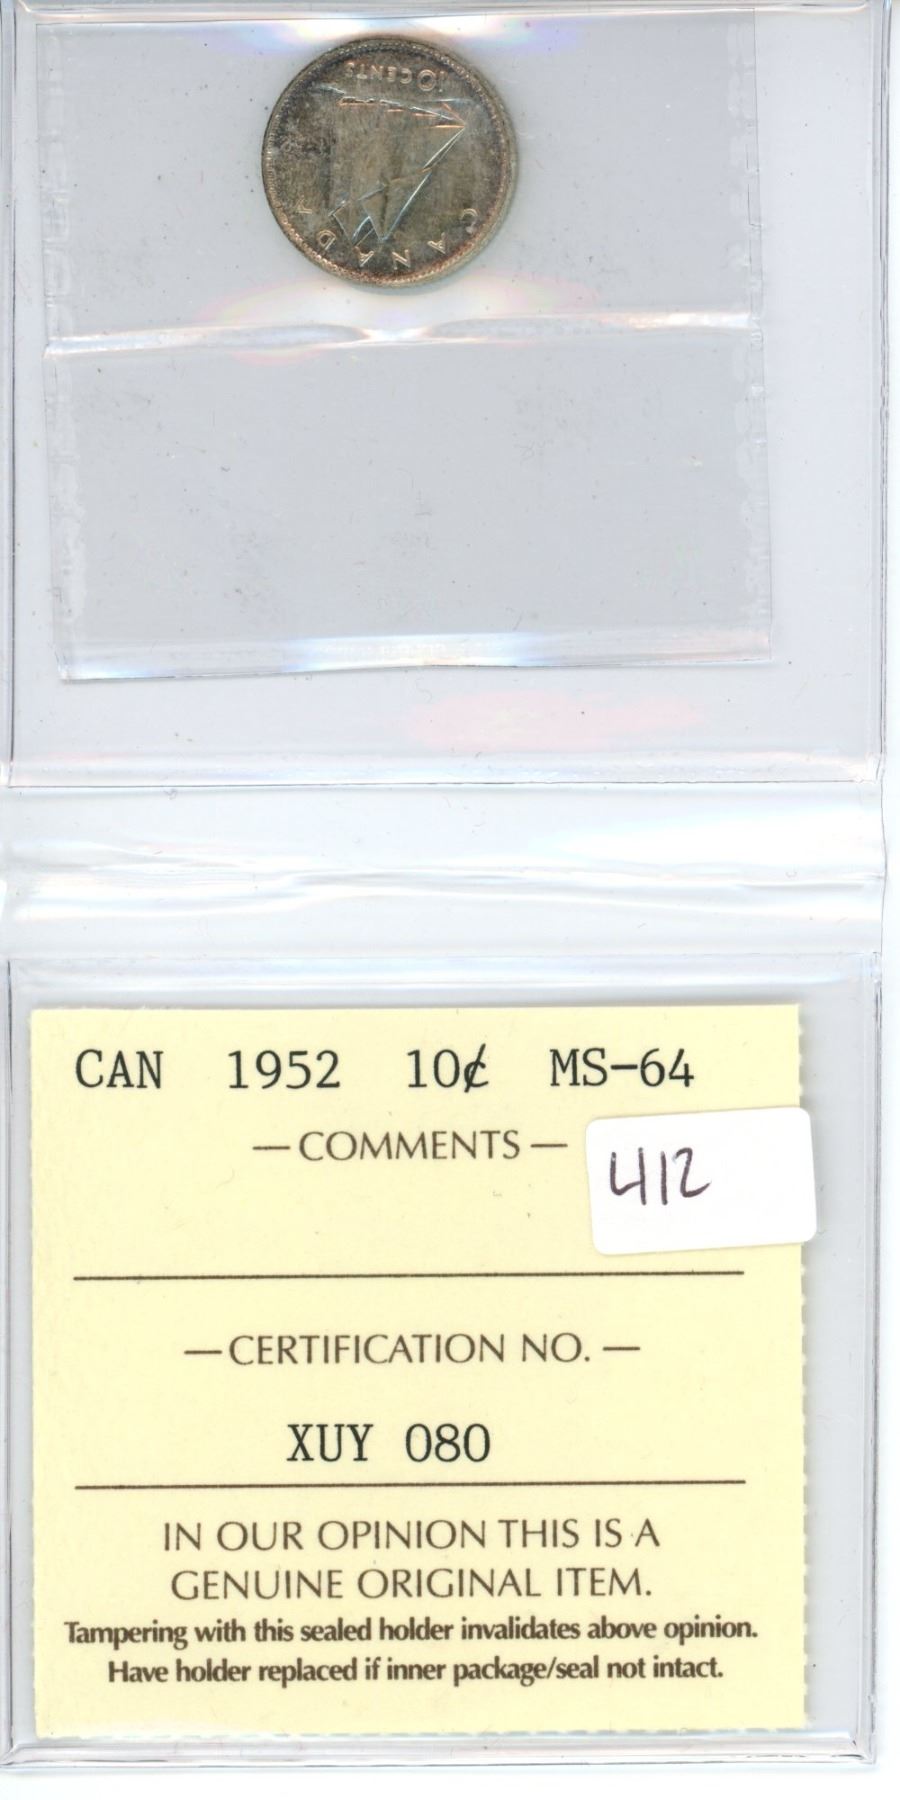 10 CENTS
CANADA
CAN 1952 10¢ MS-64
— COMMENTS —
412
— CERTIFICATION NO. —
XUY 080
IN OUR OPINION THIS IS A
GENUINE ORIGINAL ITEM.
Tampering with this sealed holder invalidates above opinion.
Have holder replaced if inner package/seal not intact.